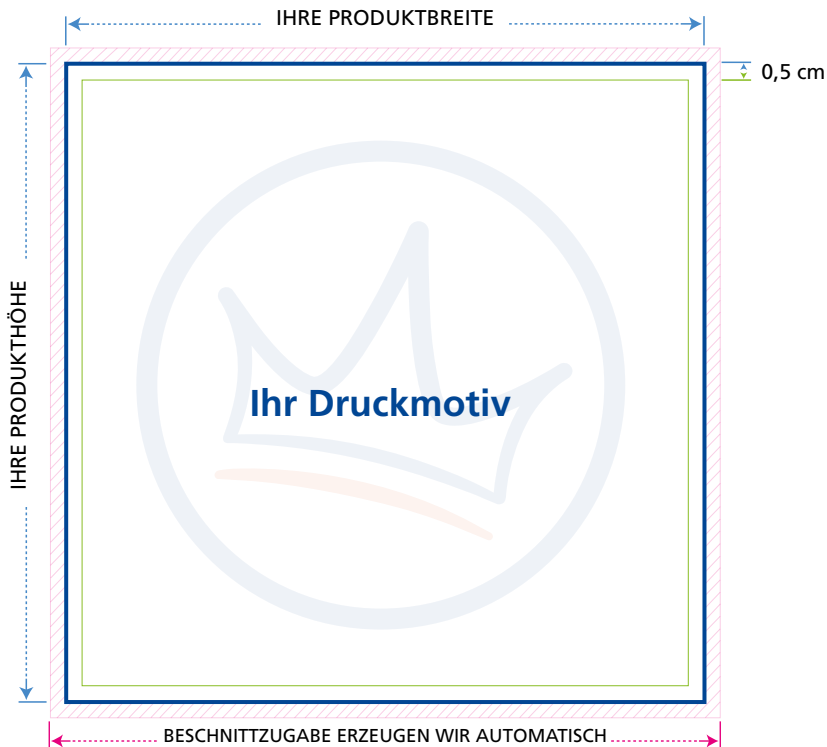 IHRE PRODUKTBREITE
0,5 cm
IHRE PRODUKTHÖHE
Ihr Druckmotiv
BESCHNITTZUGABE ERZEUGEN WIR AUTOMATISCH